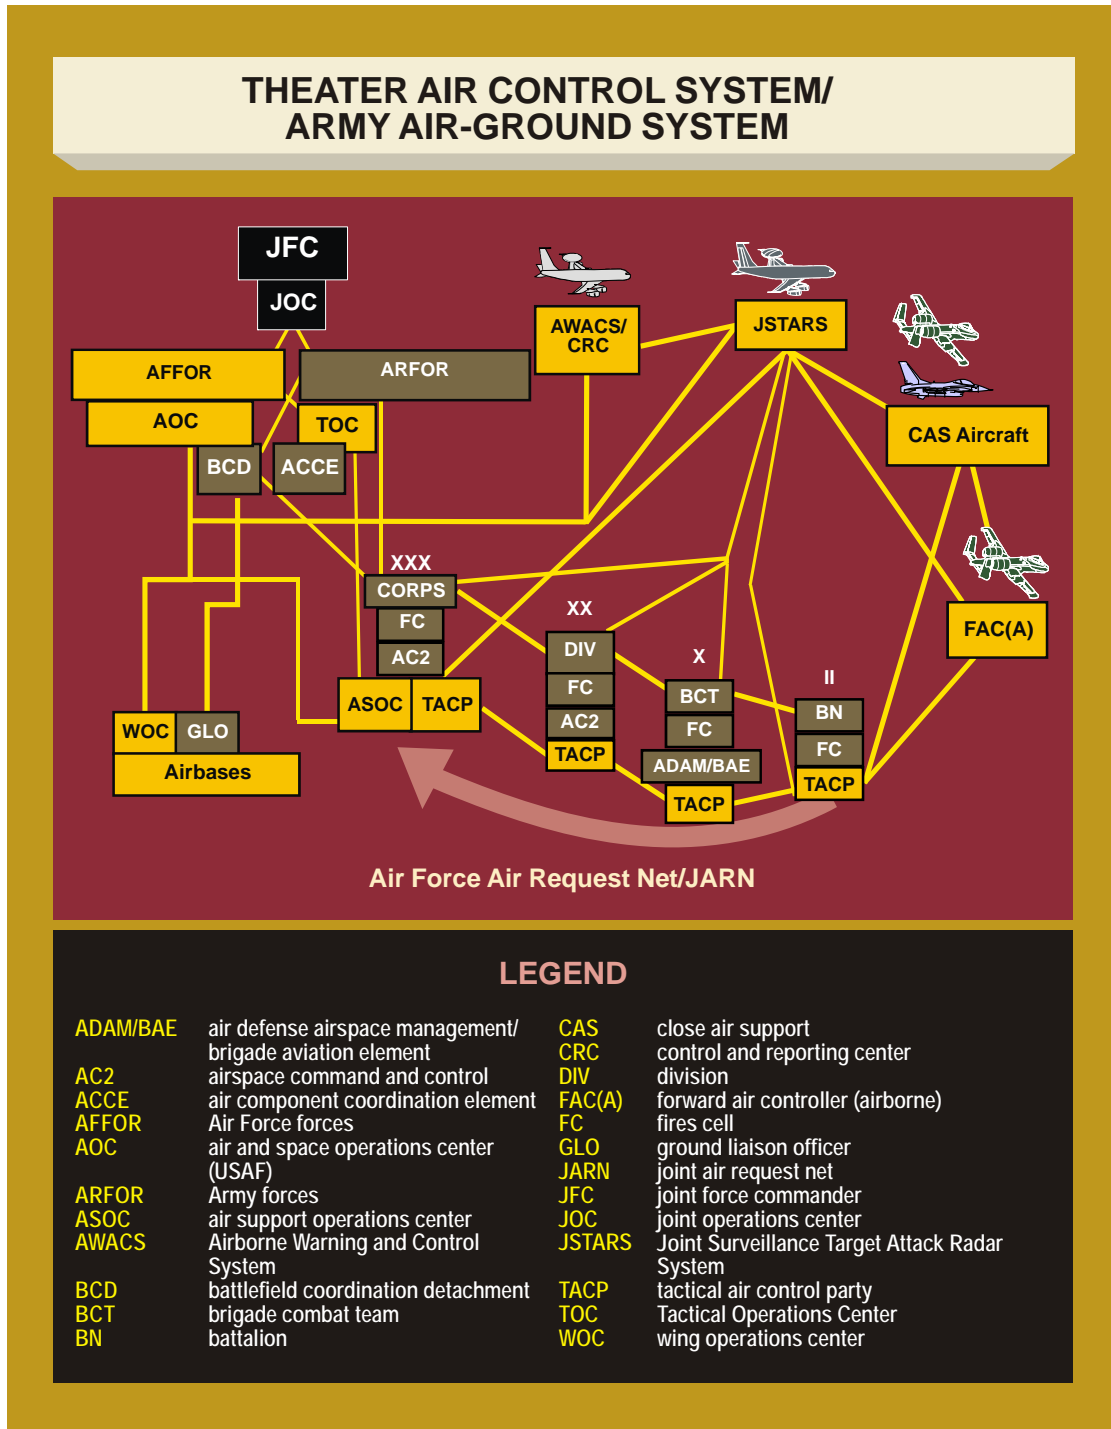 THEATER AIR CONTROL SYSTEM/
ARMY AIR-GROUND SYSTEM
JFC
JOC
AFFOR
ARFOR
AOC
TOC
BCD
ACCE
AWACS/
CRC
JSTARS
CAS Aircraft
FAC(A)
XXX
CORPS
FC
AC2
ASOC
TACP
XX
DIV
FC
AC2
TACP
X
BCT
FC
ADAM/BAE
TACP
II
BN
FC
TACP
WOC
GLO
Airbases
Air Force Air Request Net/JARN
LEGEND
ADAM/BAE air defense airspace management/
brigade aviation element
AC2 airspace command and control
ACCE air component coordination element
AFFOR Air Force forces
AOC air and space operations center
(USAF)
ARFOR Army forces
ASOC air support operations center
AWACS Airborne Warning and Control
System
BCD battlefield coordination detachment
BCT brigade combat team
BN battalion
CAS close air support
CRC control and reporting center
DIV division
FAC(A) forward air controller (airborne)
FC fires cell
GLO ground liaison officer
JARN joint air request net
JFC joint force commander
JOC joint operations center
JSTARS Joint Surveillance Target Attack Radar
System
TACP tactical air control party
TOC Tactical Operations Center
WOC wing operations center